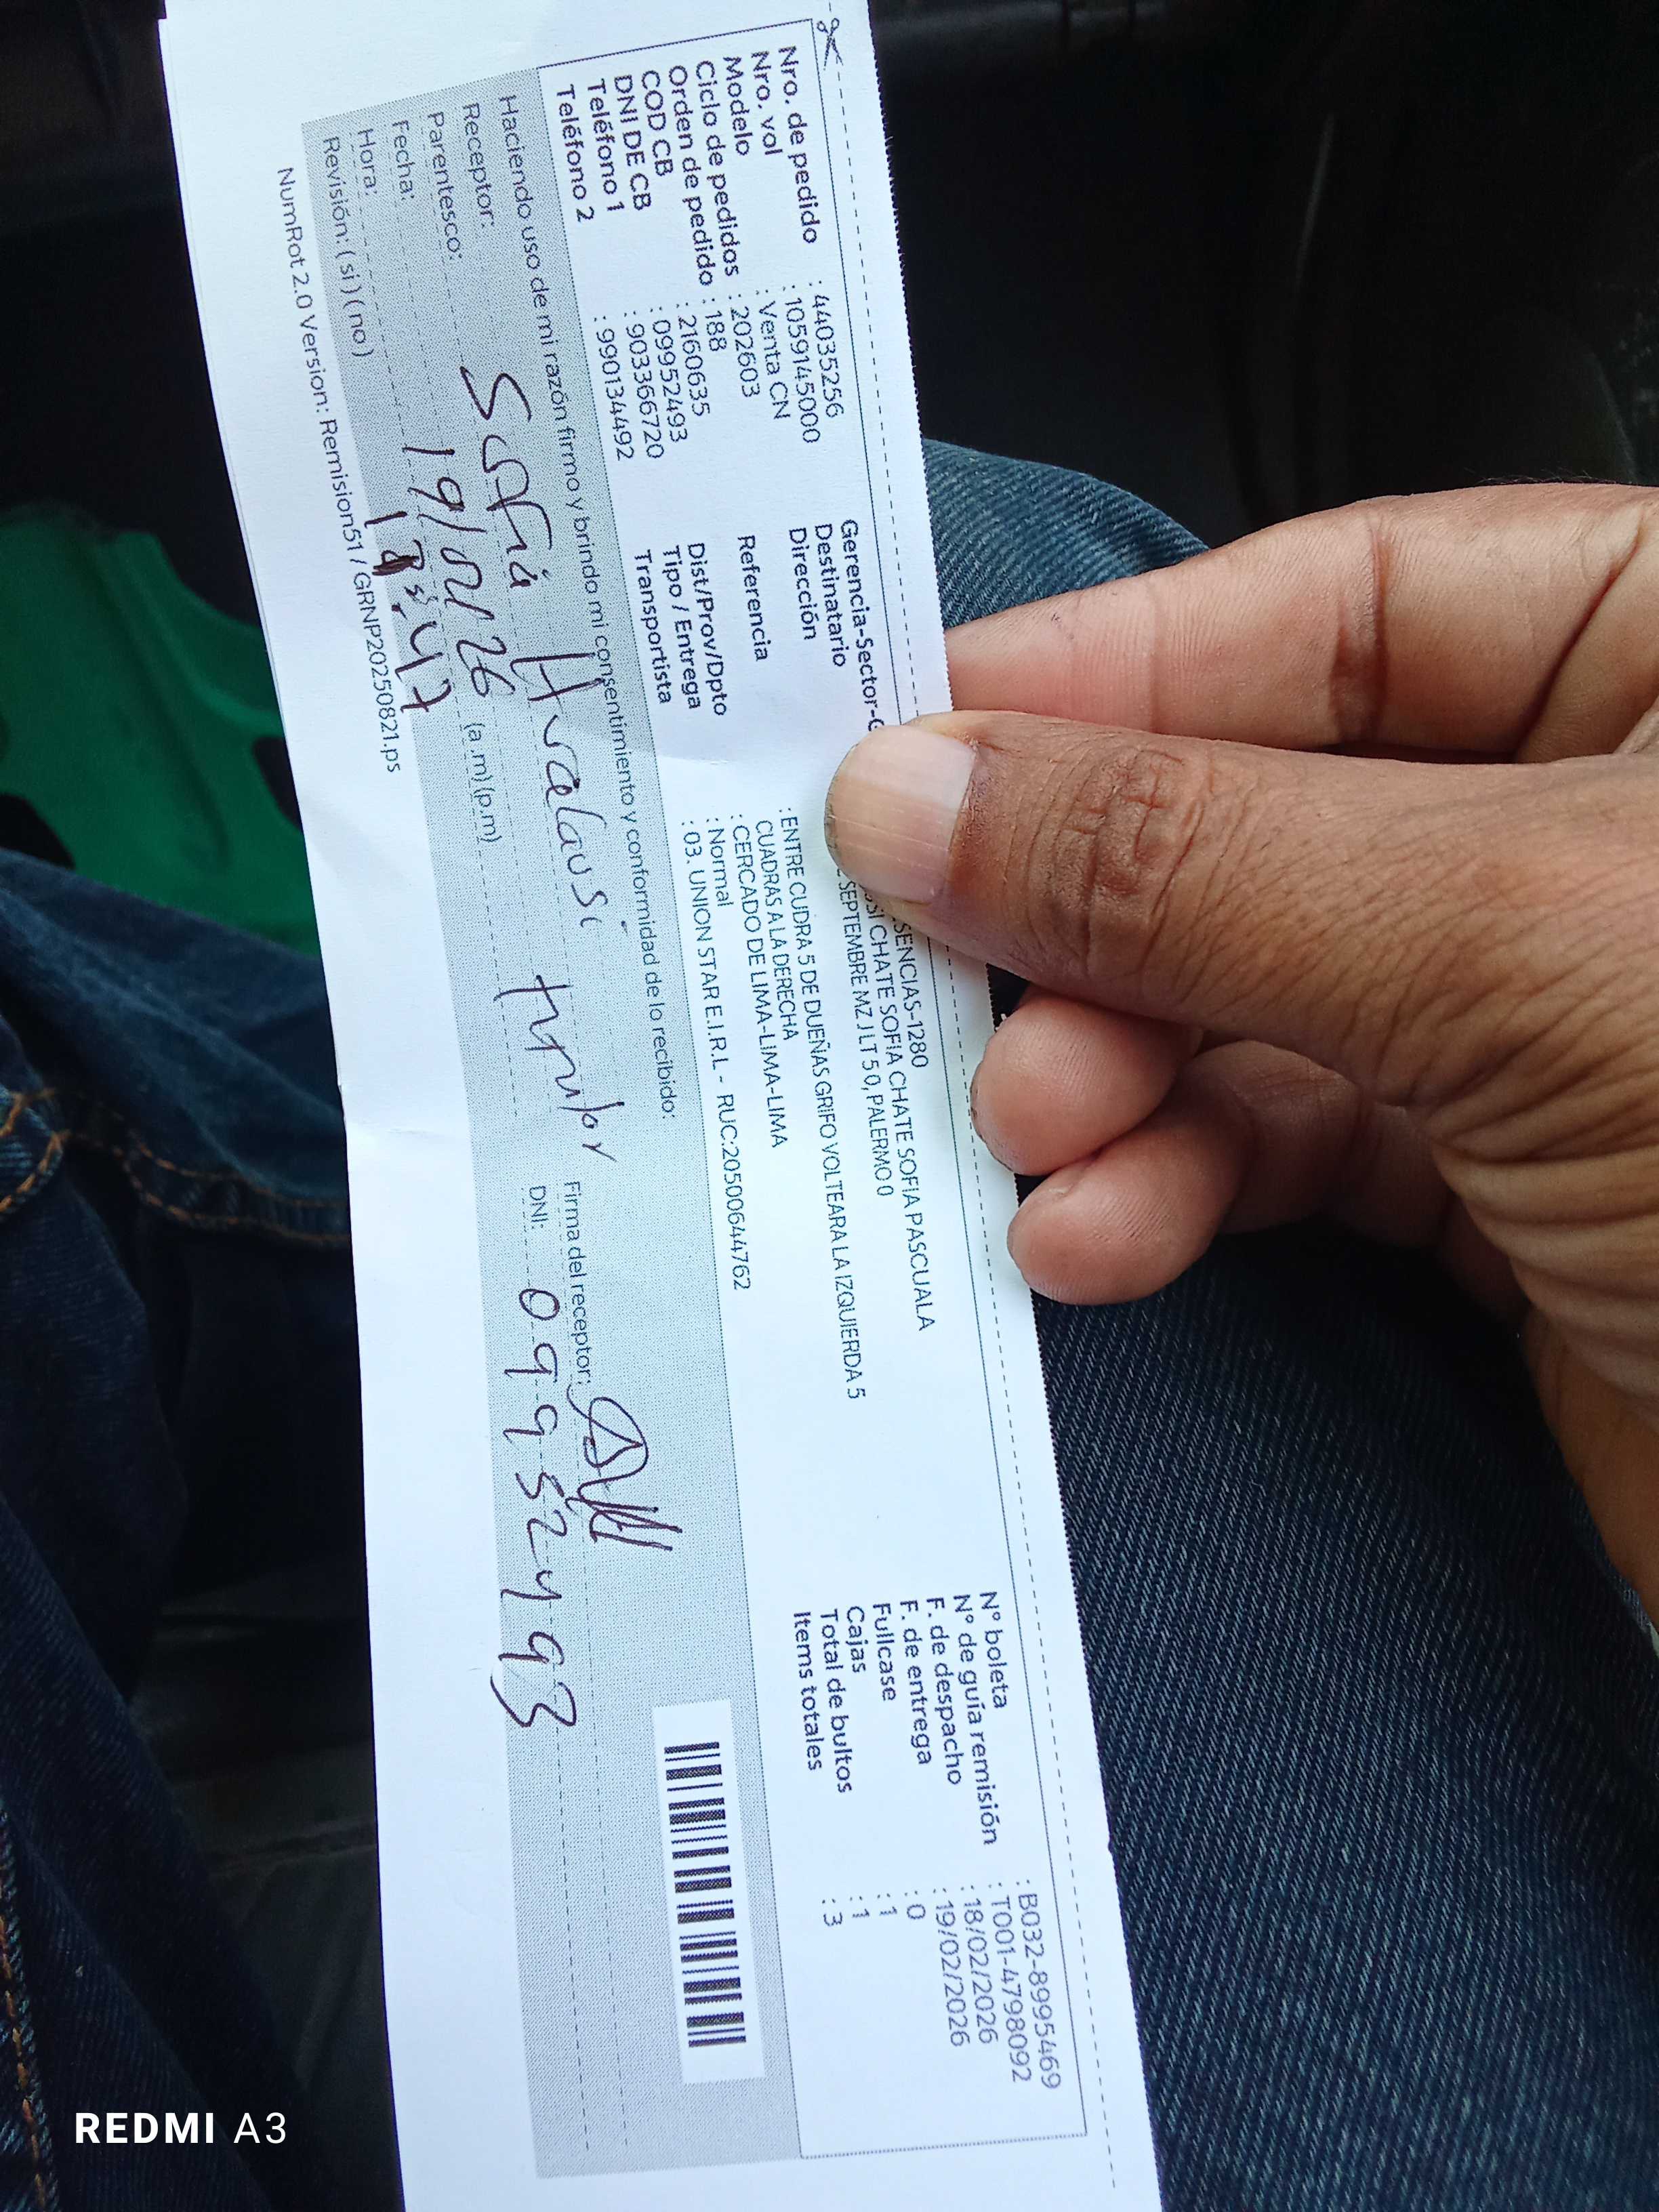 Nro. de pedido : 44035256
Nro. vol : 1059145000
Modelo : Venta CN
Ciclo de pedidos : 202603
Orden de pedido : 188
COD CB : 2160635
DNI DE CB : 09952493
Teléfono 1 : 903366720
Teléfono 2 : 990134492
Gerencia-Sector- SENCIAS-1280
Destinatario CHATE SOFIA CHATE SOFIA PASCUALA
Dirección SEPTEMBRE MZ J LT 5 0, PALERMO 0
Referencia : ENTRE CUDRA 5 DE DUEÑAS GRIFO VOLTEARA LA IZQUIERDA 5
CUADRAS A LA DERECHA
Dist/Prov/Dpto : CERCADO DE LIMA-LIMA-LIMA
Tipo / Entrega : Normal
Transportista : 03. UNION STAR E.I.R.L - RUC:20500644762
N° boleta : B032-8995469
N° de guía remisión : T001-4798092
F. de despacho : 18/02/2026
F. de entrega : 19/02/2026
Fullcase : 0
Cajas : 1
Total de bultos : 1
Items totales : 3
Haciendo uso de mi razón firmo y brindo mi consentimiento y conformidad de lo recibido:
Receptor: Sofia
Parentesco:
Fecha: 19/02/26
Hora: (a.m) (p.m)
Revisión: ( si ) ( no )
Firma del receptor:
DNI: 09952493
NumRot 2.0 Version: Remision51 / GRNP20250821.ps
REDMI A3